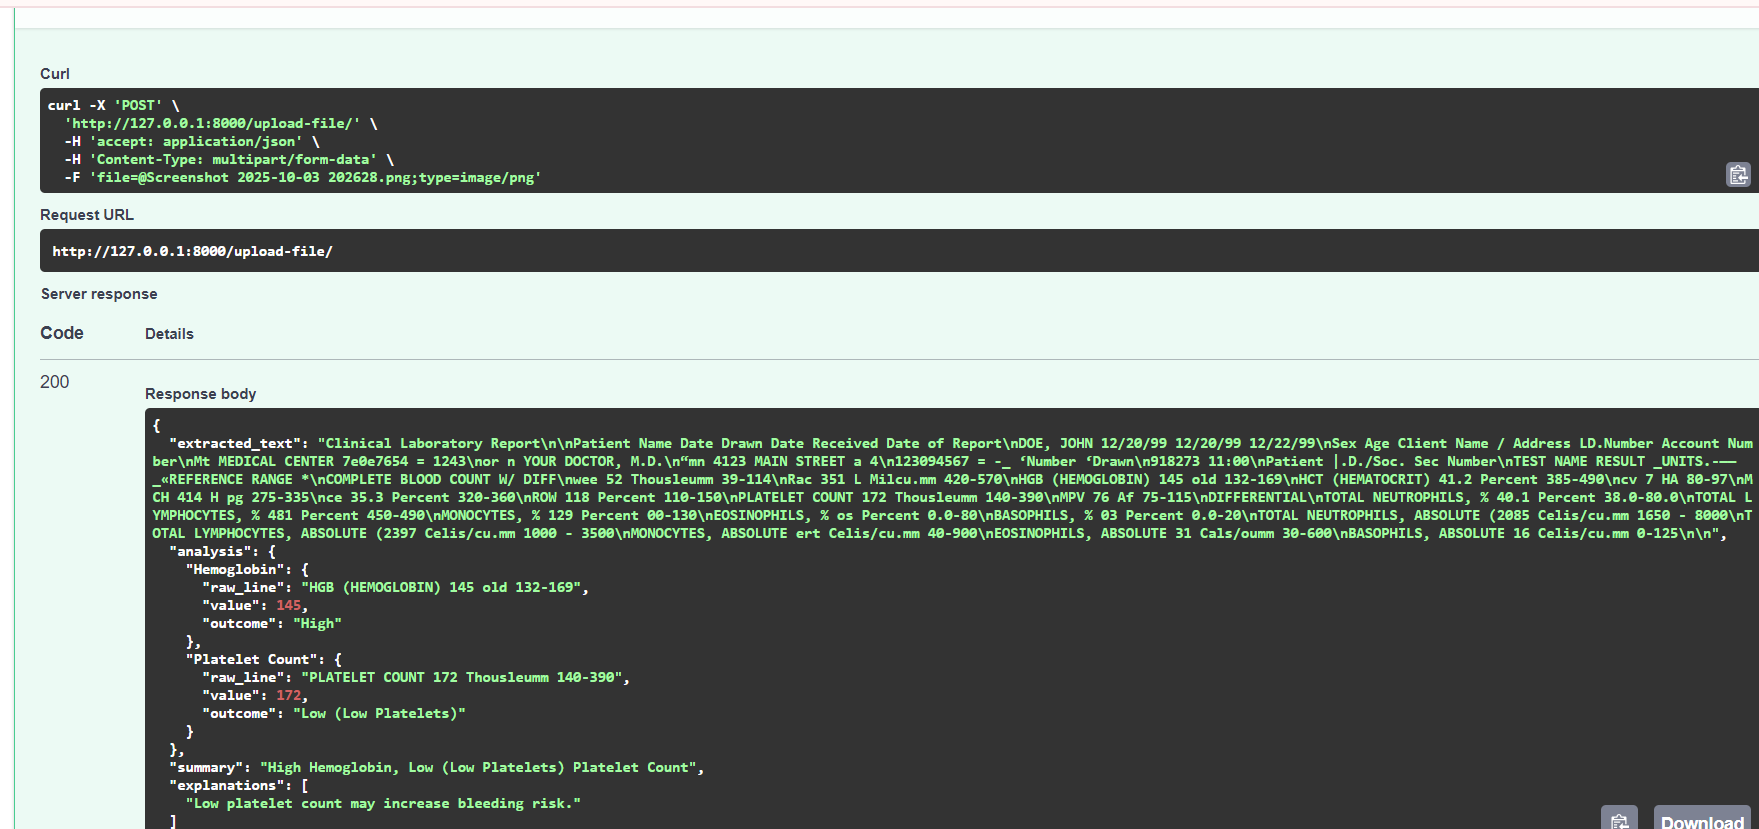 Curl
curl -X 'POST' \
  'http://127.0.0.1:8000/upload-file/' \
  -H 'accept: application/json' \
  -H 'Content-Type: multipart/form-data' \
  -F 'file=@Screenshot 2025-10-03 202628.png;type=image/png'
Request URL
http://127.0.0.1:8000/upload-file/
Server response
Code Details
200
Response body
{
  "extracted_text": "Clinical Laboratory Report\n\nPatient Name Date Drawn Date Received Date of Report\nDOE, JOHN 12/20/99 12/20/99 12/22/99\nSex Age Client Name / Address LD.Number Account Num
ber\nMt MEDICAL CENTER 7e0e7654 = 1243\nor n YOUR DOCTOR, M.D.\n“mn 4123 MAIN STREET a 4\n123094567 = -_ ‘Number ‘Drawn\n918273 11:00\nPatient |.D./Soc. Sec Number\nTEST NAME RESULT _UNITS.-——
_«REFERENCE RANGE *\nCOMPLETE BLOOD COUNT W/ DIFF\nwee 52 Thousleumm 39-114\nRac 351 L Milcu.mm 420-570\nHGB (HEMOGLOBIN) 145 old 132-169\nHCT (HEMATOCRIT) 41.2 Percent 385-490\ncv 7 HA 80-97\nM
CH 414 H pg 275-335\nce 35.3 Percent 320-360\nROW 118 Percent 110-150\nPLATELET COUNT 172 Thousleumm 140-390\nMPV 76 Af 75-115\nDIFFERENTIAL\nTOTAL NEUTROPHILS, % 40.1 Percent 38.0-80.0\nTOTAL L
YMPHOCYTES, % 481 Percent 450-490\nMONOCYTES, % 129 Percent 00-130\nEOSINOPHILS, % os Percent 0.0-80\nBASOPHILS, % 03 Percent 0.0-20\nTOTAL NEUTROPHILS, ABSOLUTE (2085 Celis/cu.mm 1650 - 8000\nT
OTAL LYMPHOCYTES, ABSOLUTE (2397 Celis/cu.mm 1000 - 3500\nMONOCYTES, ABSOLUTE ert Celis/cu.mm 40-900\nEOSINOPHILS, ABSOLUTE 31 Cals/oumm 30-600\nBASOPHILS, ABSOLUTE 16 Celis/cu.mm 0-125\n\n",
  "analysis": {
    "Hemoglobin": {
      "raw_line": "HGB (HEMOGLOBIN) 145 old 132-169",
      "value": 145,
      "outcome": "High"
    },
    "Platelet Count": {
      "raw_line": "PLATELET COUNT 172 Thousleumm 140-390",
      "value": 172,
      "outcome": "Low (Low Platelets)"
    }
  },
  "summary": "High Hemoglobin, Low (Low Platelets) Platelet Count",
  "explanations": [
    "Low platelet count may increase bleeding risk."
  ]
Download